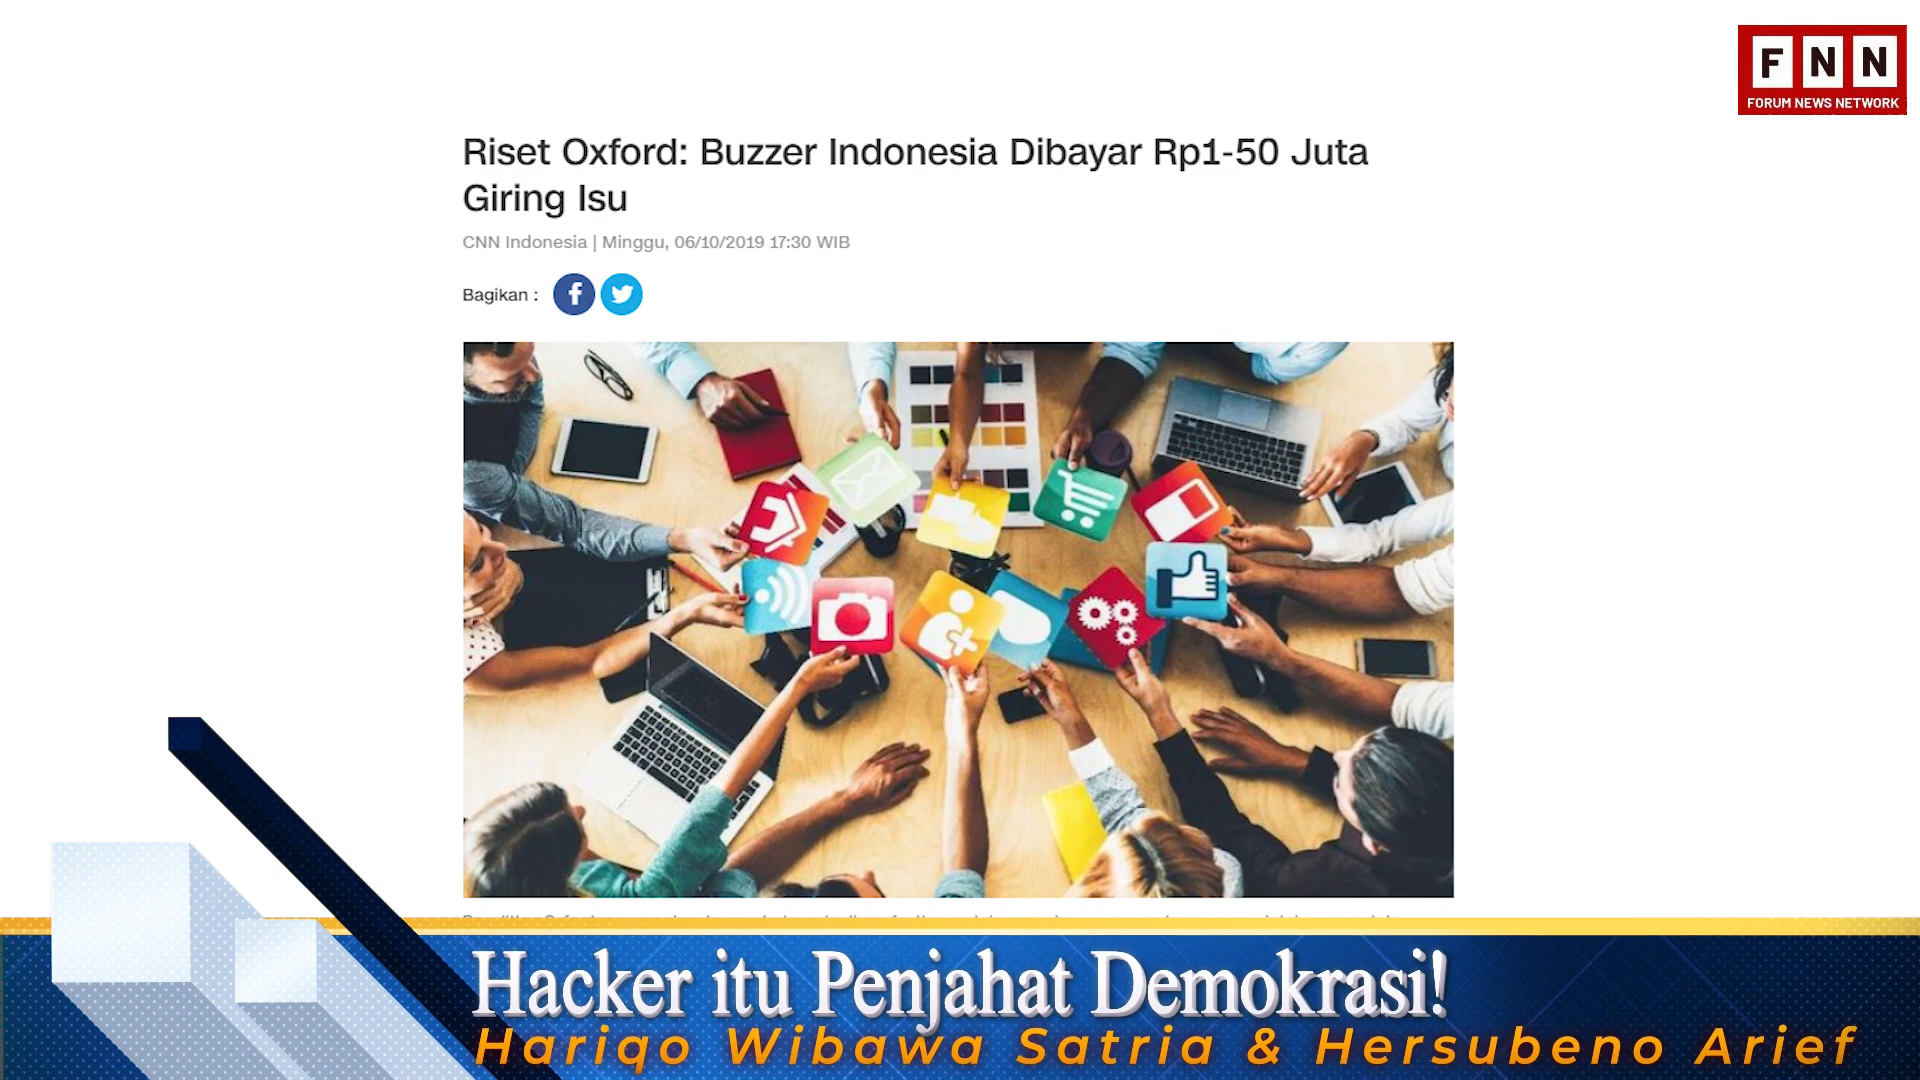 F N N
FORUM NEWS NETWORK
Riset Oxford: Buzzer Indonesia Dibayar Rp1-50 Juta
Giring Isu
CNN Indonesia | Minggu, 06/10/2019 17:30 WIB
Bagikan :
Hacker itu Penjahat Demokrasi!
Hariqo Wibawa Satria & Hersubeno Arief